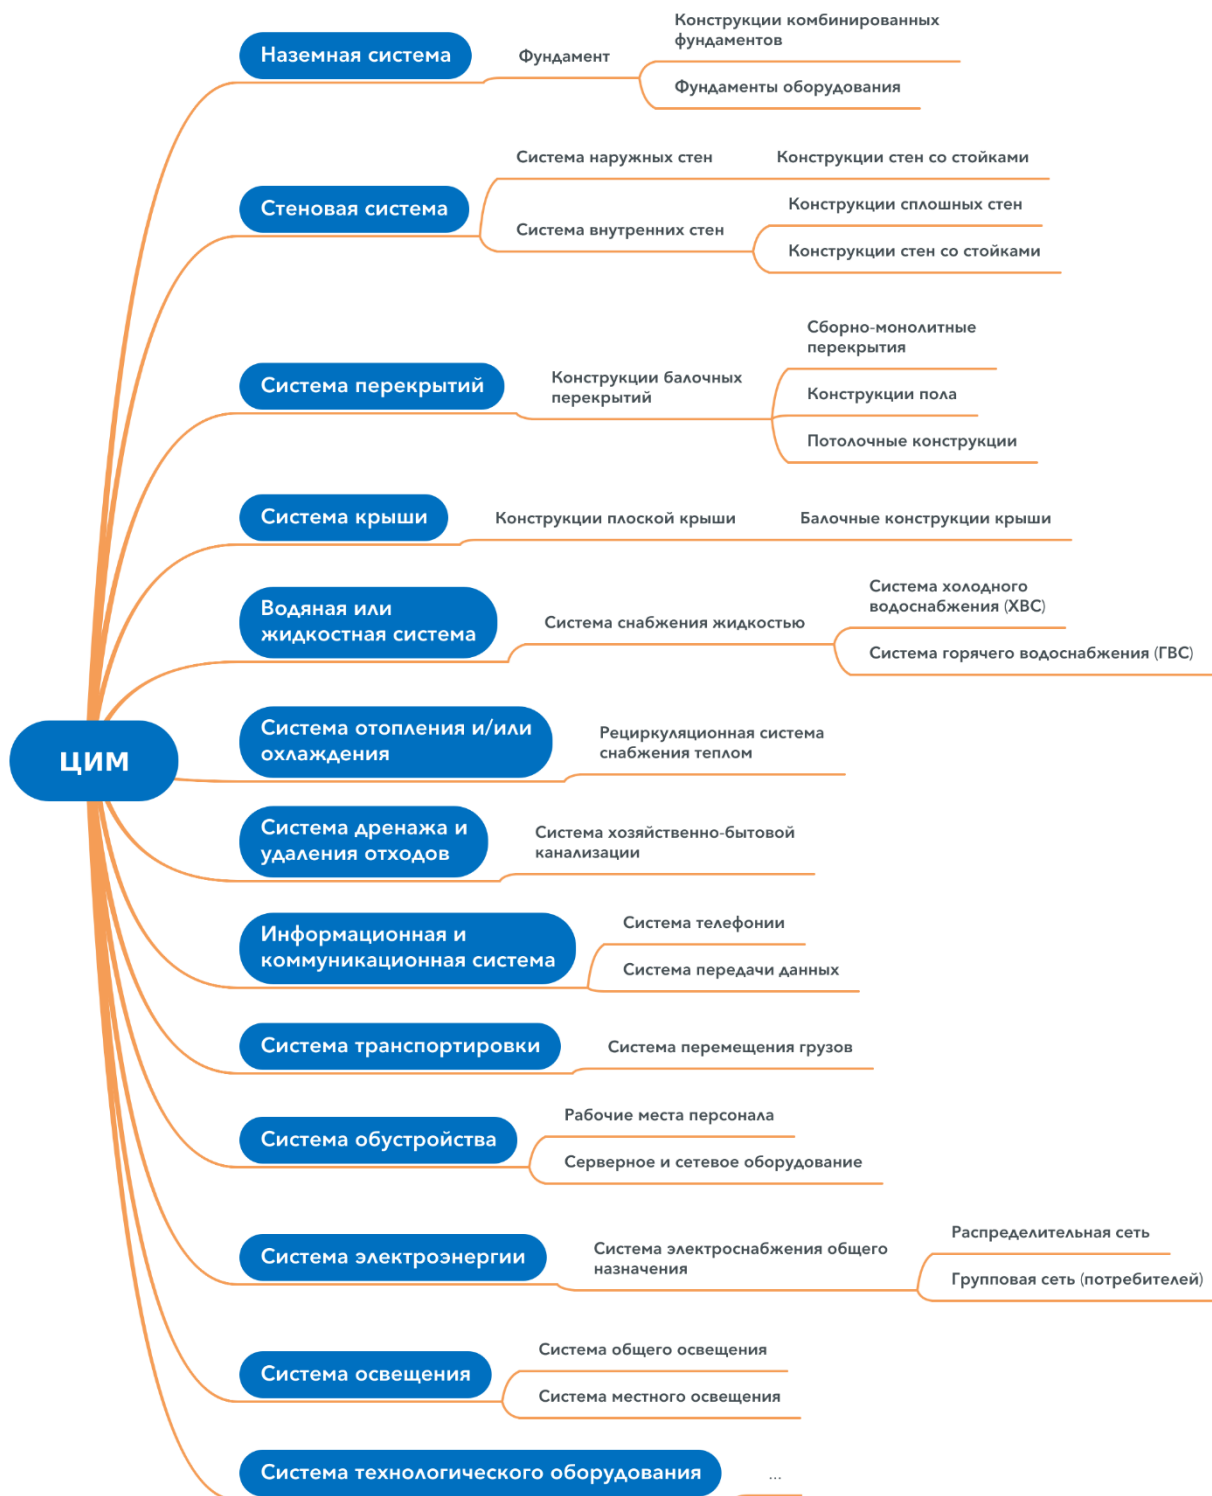 Наземная система
Фундамент
Конструкции комбинированных
фундаментов
Фундаменты оборудования
Стеновая система
Система наружных стен
Конструкции стен со стойками
Система внутренних стен
Конструкции сплошных стен
Конструкции стен со стойками
Система перекрытий
Конструкции балочных
перекрытий
Сборно-монолитные
перекрытия
Конструкции пола
Потолочные конструкции
Система крыши
Конструкции плоской крыши
Балочные конструкции крыши
Водяная или
жидкостная система
Система снабжения жидкостью
Система холодного
водоснабжения (ХВС)
Система горячего водоснабжения (ГВС)
ЦИМ
Система отопления и/или
охлаждения
Рециркуляционная система
снабжения теплом
Система дренажа и
удаления отходов
Система хозяйственно-бытовой
канализации
Информационная и
коммуникационная система
Система телефонии
Система передачи данных
Система транспортировки
Система перемещения грузов
Система обустройства
Рабочие места персонала
Серверное и сетевое оборудование
Система электроэнергии
Система электроснабжения общего
назначения
Распределительная сеть
Групповая сеть (потребителей)
Система освещения
Система общего освещения
Система местного освещения
Система технологического оборудования
...